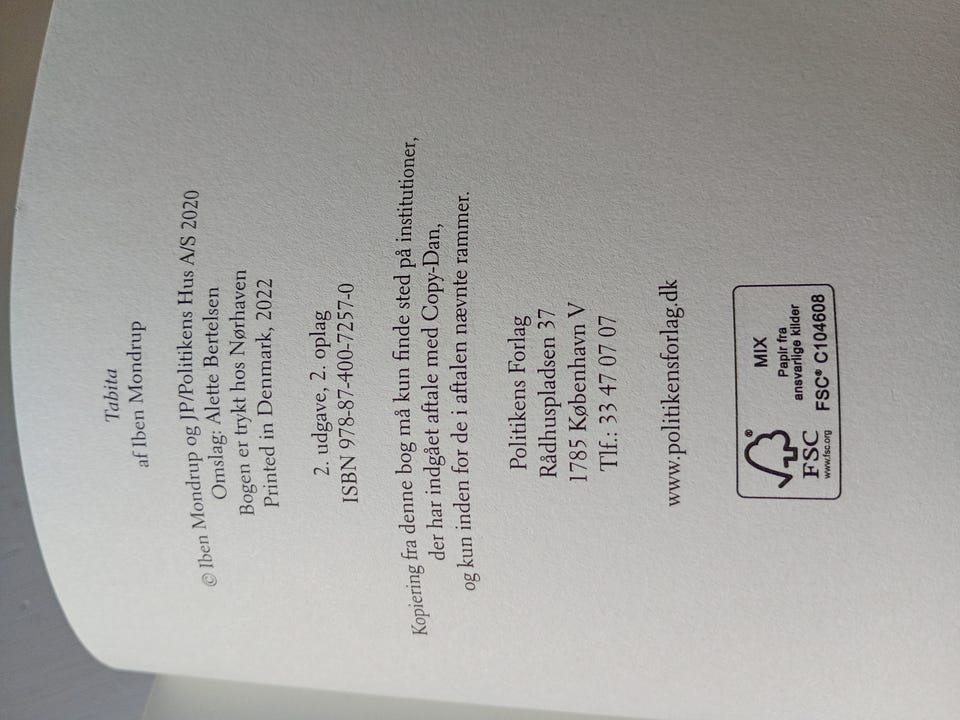 Tabita
af Iben Mondrup
© Iben Mondrup og JP/Politikens Hus A/S 2020
Omslag: Alette Bertelsen
Bogen er trykt hos Nørhaven
Printed in Denmark, 2022
2. udgave, 2. oplag
ISBN 978-87-400-7257-0
Kopiering fra denne bog må kun finde sted på institutioner,
der har indgået aftale med Copy-Dan,
og kun inden for de i aftalen nævnte rammer.
Politikens Forlag
Rådhuspladsen 37
1785 København V
Tlf.: 33 47 07 07
www.politikensforlag.dk
®
FSC
www.fsc.org
MIX
Papir fra
ansvarlige kilder
FSC® C104608